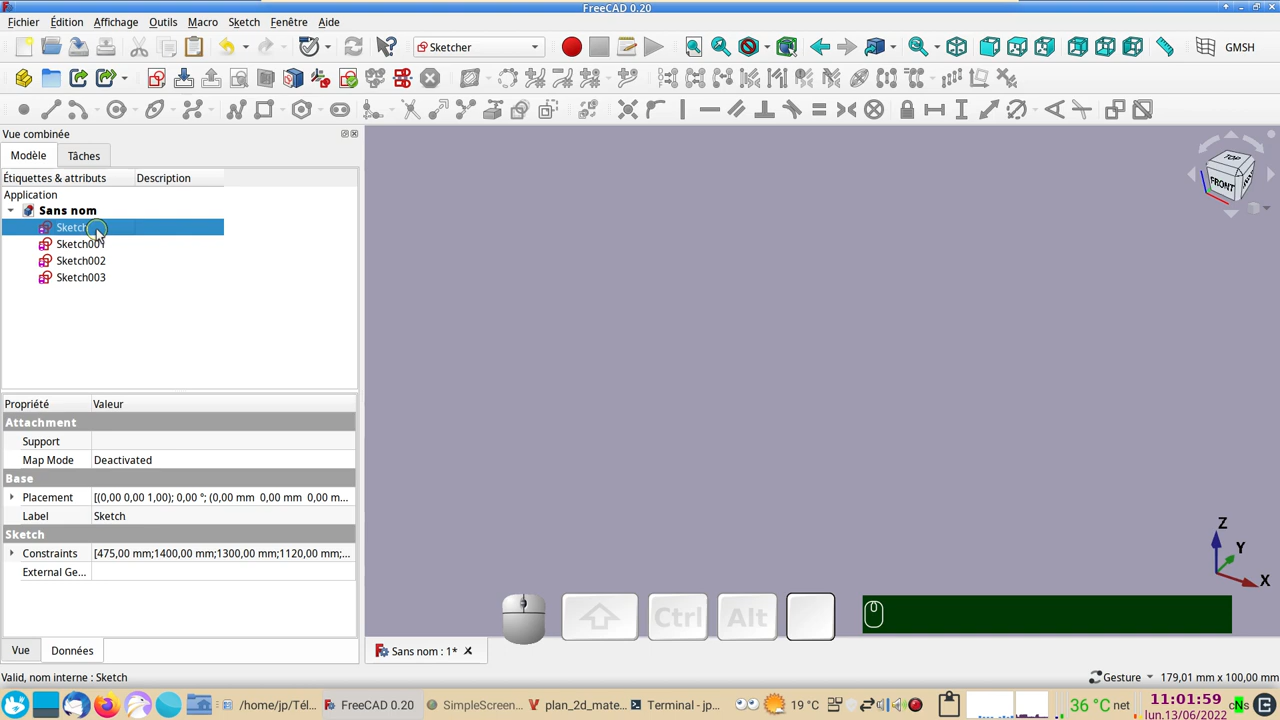 FreeCAD 0.20
Fichier Édition Affichage Outils Macro Sketch Fenêtre Aide
Sketcher
GMSH
Vue combinée
Modèle Tâches
Étiquettes & attributs Description
Application
Sans nom
Sketch
Sketch001
Sketch002
Sketch003
TOP
FRONT
Propriété Valeur
Attachment
Support
Map Mode Deactivated
Base
Placement [(0,00 0,00 1,00); 0,00 °; (0,00 mm 0,00 mm 0,00 m...
Label Sketch
Sketch
Constraints [475,00 mm;1400,00 mm;1300,00 mm;1120,00 mm;...
External Ge...
Z
Y
X
Ctrl Alt
Vue Données
Sans nom : 1*
Valid, nom interne : Sketch
Gesture 179,01 mm x 100,00 mm
/home/jp/Tél... FreeCAD 0.20 SimpleScreen... plan_2d_mate... Terminal - jp... 19 °C 36 °C net 11:01:59 cNs
lun.13/06/2022